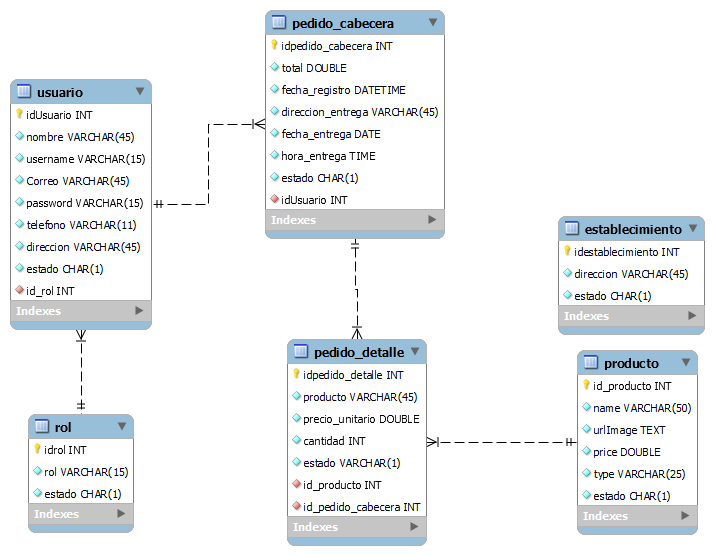 pedido_cabecera
idpedido_cabecera INT
total DOUBLE
fecha_registro DATETIME
direccion_entrega VARCHAR(45)
fecha_entrega DATE
hora_entrega TIME
estado CHAR(1)
idUsuario INT
Indexes
usuario
idUsuario INT
nombre VARCHAR(45)
username VARCHAR(15)
Correo VARCHAR(45)
password VARCHAR(15)
telefono VARCHAR(11)
direccion VARCHAR(45)
estado CHAR(1)
id_rol INT
Indexes
establecimiento
idestablecimiento INT
direccion VARCHAR(45)
estado CHAR(1)
Indexes
pedido_detalle
idpedido_detalle INT
producto VARCHAR(45)
precio_unitario DOUBLE
cantidad INT
estado VARCHAR(1)
id_producto INT
id_pedido_cabecera INT
Indexes
producto
id_producto INT
name VARCHAR(50)
urlImage TEXT
price DOUBLE
type VARCHAR(25)
estado CHAR(1)
Indexes
rol
idrol INT
rol VARCHAR(15)
estado CHAR(1)
Indexes